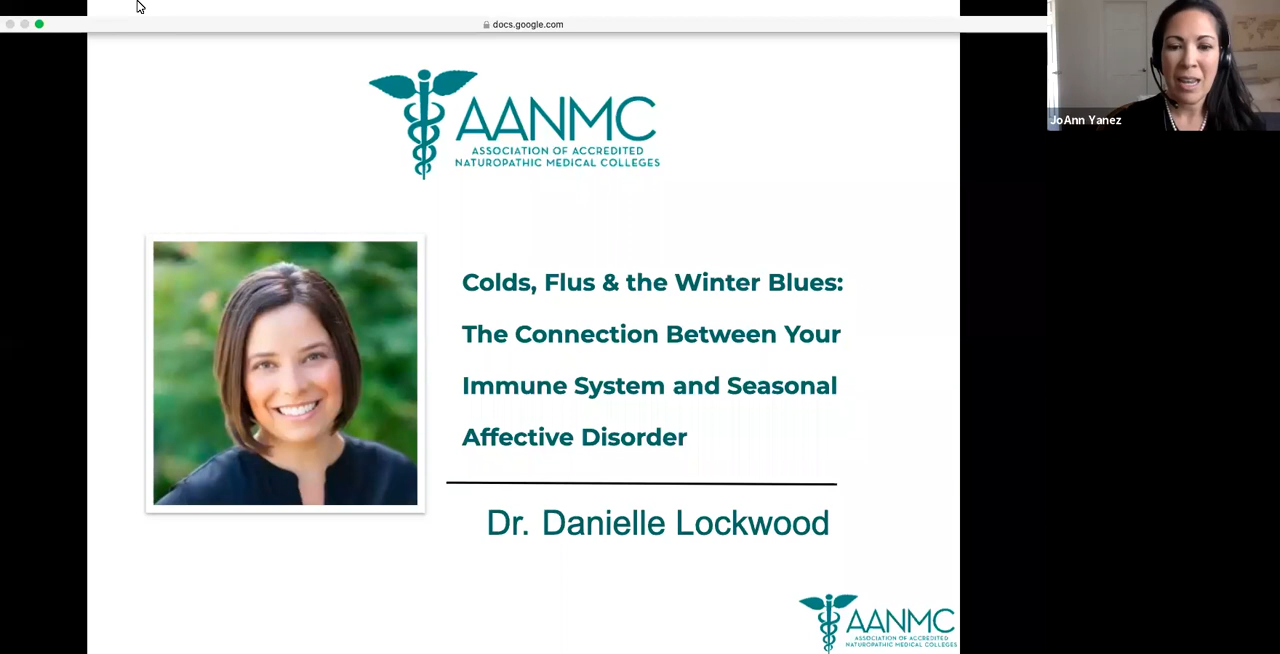 docs.google.com
JoAnn Yanez
AANMC
ASSOCIATION OF ACCREDITED
NATUROPATHIC MEDICAL COLLEGES
Colds, Flus & the Winter Blues:
The Connection Between Your
Immune System and Seasonal
Affective Disorder
Dr. Danielle Lockwood
AANMC
ASSOCIATION OF ACCREDITED
NATUROPATHIC MEDICAL COLLEGES